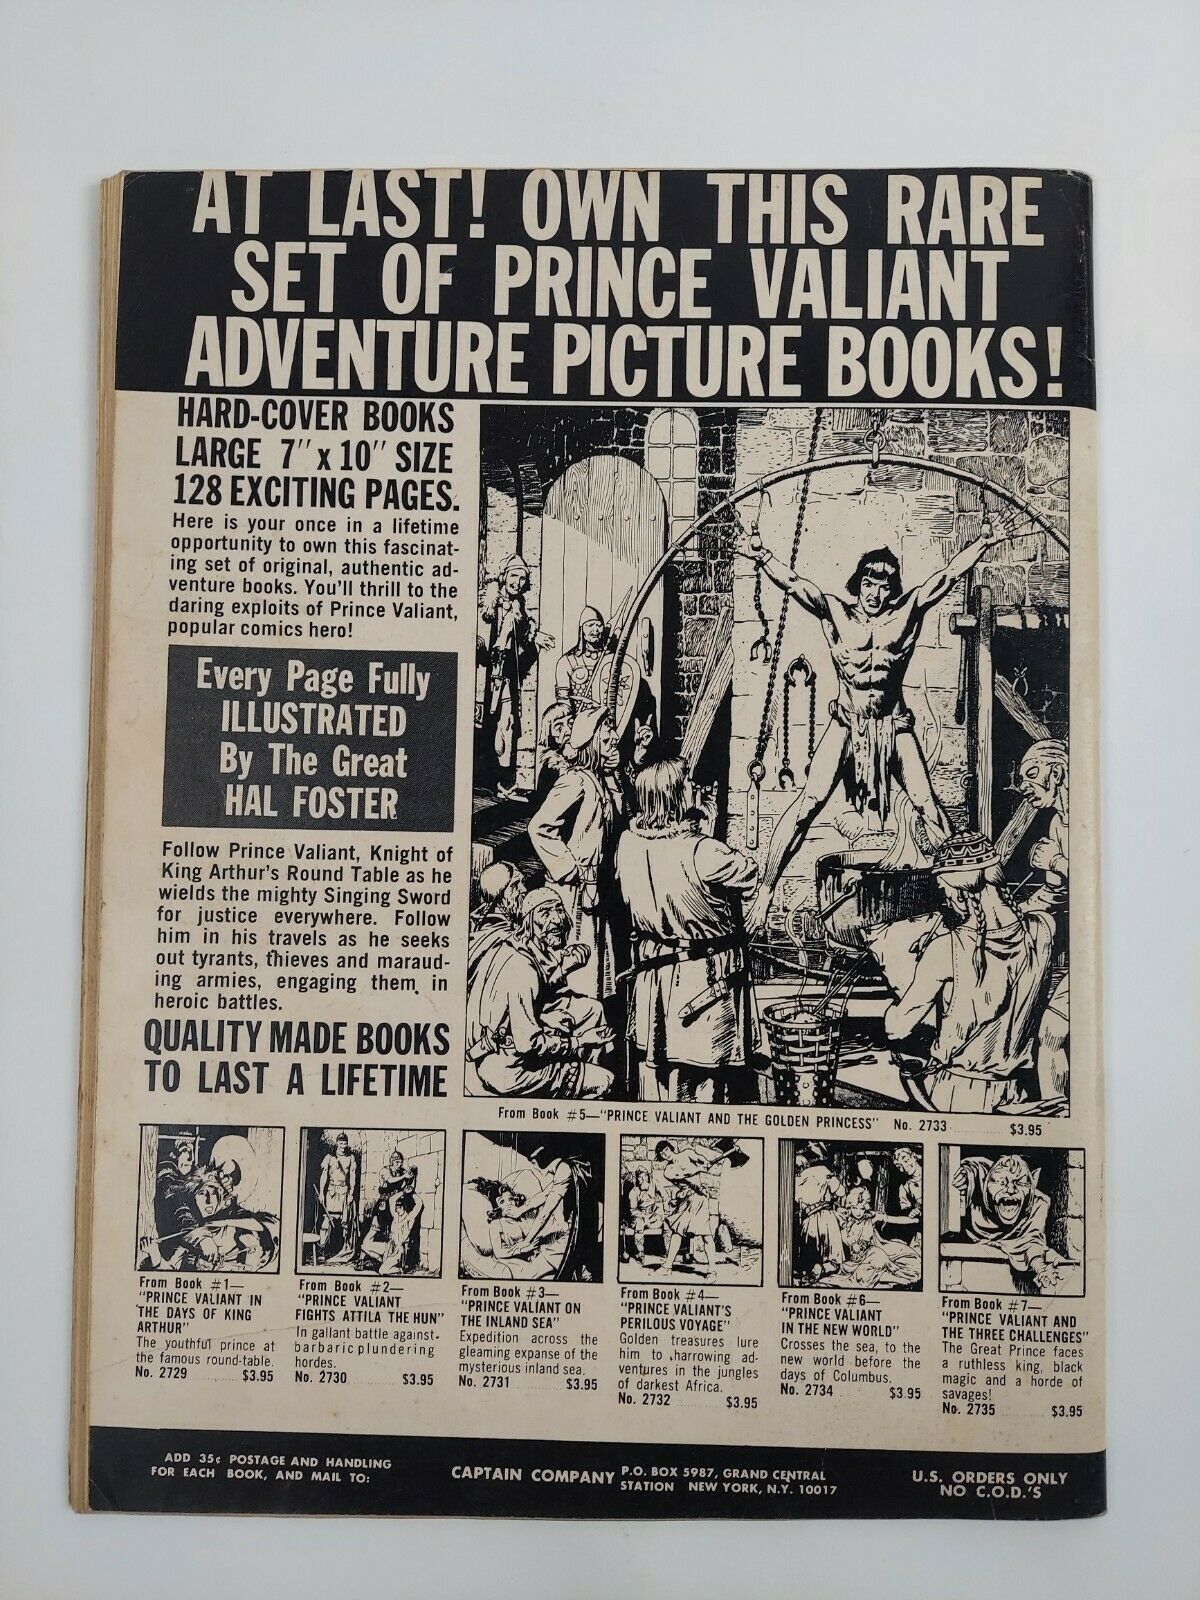 AT LAST! OWN THIS RARE
SET OF PRINCE VALIANT
ADVENTURE PICTURE BOOKS!
HARD-COVER BOOKS
LARGE 7" x 10" SIZE
128 EXCITING PAGES.
Here is your once in a lifetime
opportunity to own this fascinat-
ing set of original, authentic ad-
venture books. You'll thrill to the
daring exploits of Prince Valiant,
popular comics hero!
Every Page Fully
ILLUSTRATED
By The Great
HAL FOSTER
Follow Prince Valiant, Knight of
King Arthur's Round Table as he
wields the mighty Singing Sword
for justice everywhere. Follow
him in his travels as he seeks
out tyrants, thieves and maraud-
ing armies, engaging them in
heroic battles.
QUALITY MADE BOOKS
TO LAST A LIFETIME
From Book #5—"PRINCE VALIANT AND THE GOLDEN PRINCESS" No. 2733 ........ $3.95
From Book #1—
"PRINCE VALIANT IN
THE DAYS OF KING
ARTHUR"
The youthful prince at
the famous round-table.
No. 2729 ........ $3.95
From Book #2—
"PRINCE VALIANT
FIGHTS ATTILA THE HUN"
In gallant battle against
barbaric plundering
hordes.
No. 2730 ........ $3.95
From Book #3—
"PRINCE VALIANT ON
THE INLAND SEA"
Expedition across the
gleaming expanse of the
mysterious inland sea.
No. 2731 ........ $3.95
From Book #4—
"PRINCE VALIANT'S
PERILOUS VOYAGE"
Golden treasures lure
him to harrowing ad-
ventures in the jungles
of darkest Africa.
No. 2732 ........ $3.95
From Book #6—
"PRINCE VALIANT
IN THE NEW WORLD"
Crosses the sea, to the
new world before the
days of Columbus.
No. 2734 ........ $3.95
From Book #7—
"PRINCE VALIANT AND
THE THREE CHALLENGES"
The Great Prince faces
a ruthless king, black
magic and a horde of
savages!
No. 2735 ........ $3.95
ADD 35¢ POSTAGE AND HANDLING
FOR EACH BOOK, AND MAIL TO:
CAPTAIN COMPANY
P.O. BOX 5987, GRAND CENTRAL
STATION NEW YORK, N.Y. 10017
U.S. ORDERS ONLY
NO C.O.D.'S